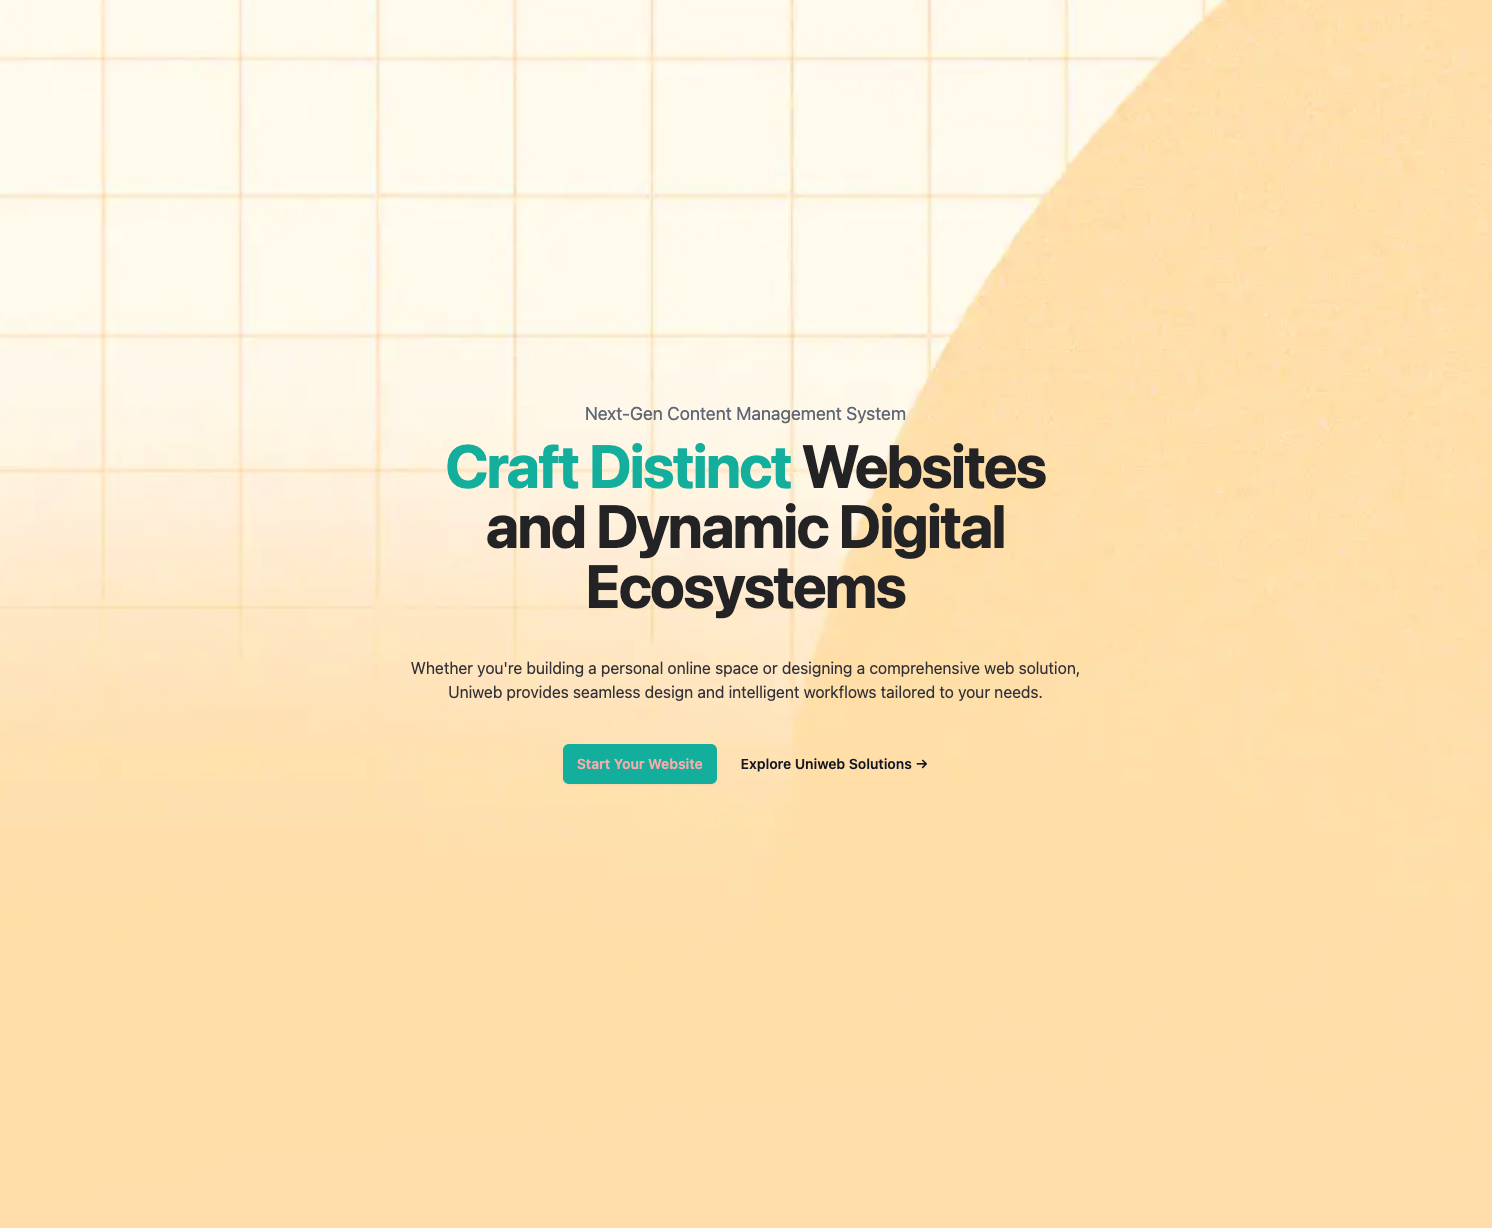 Next-Gen Content Management System
Craft Distinct Websites
and Dynamic Digital
Ecosystems
Whether you're building a personal online space or designing a comprehensive web solution,
Uniweb provides seamless design and intelligent workflows tailored to your needs.
Start Your Website
Explore Uniweb Solutions →